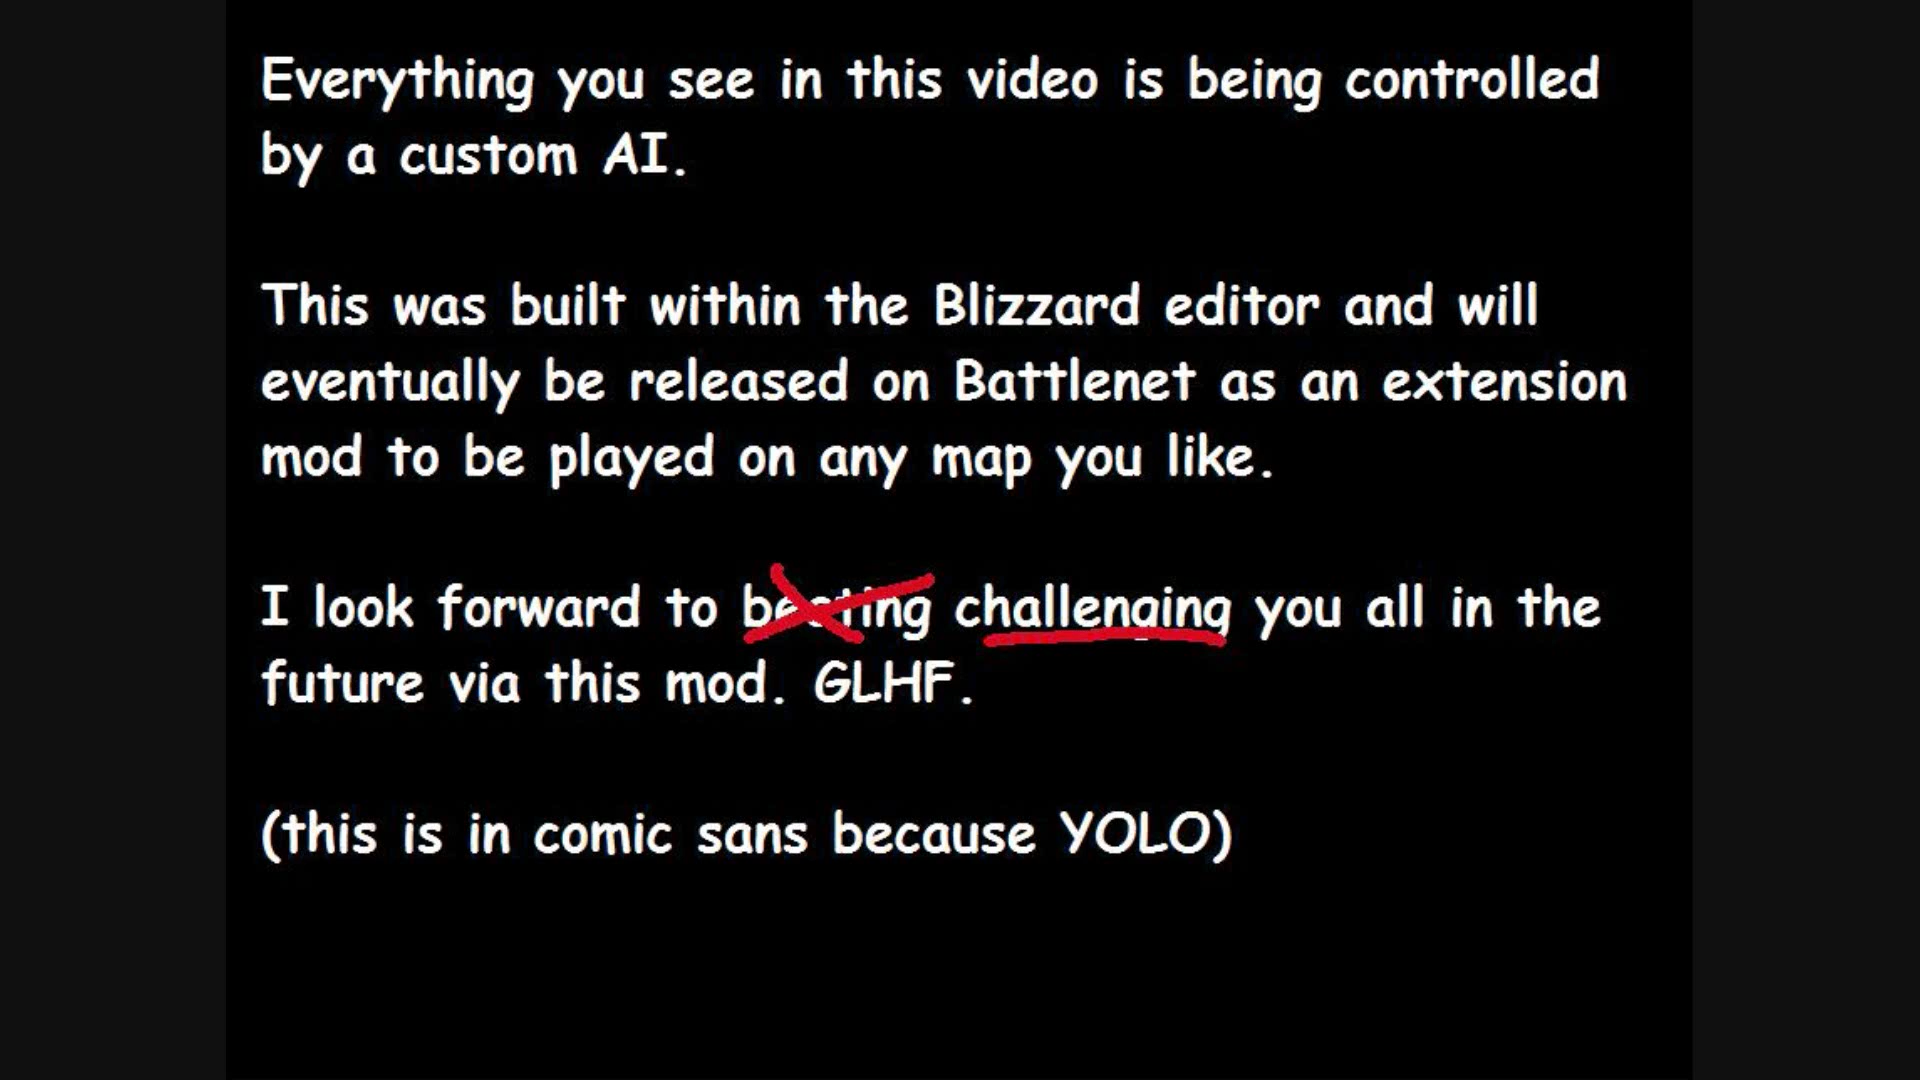 Everything you see in this video is being controlled
by a custom AI.
This was built within the Blizzard editor and will
eventually be released on Battlenet as an extension
mod to be played on any map you like.
I look forward to challenging you all in the
future via this mod. GLHF.
(this is in comic sans because YOLO)